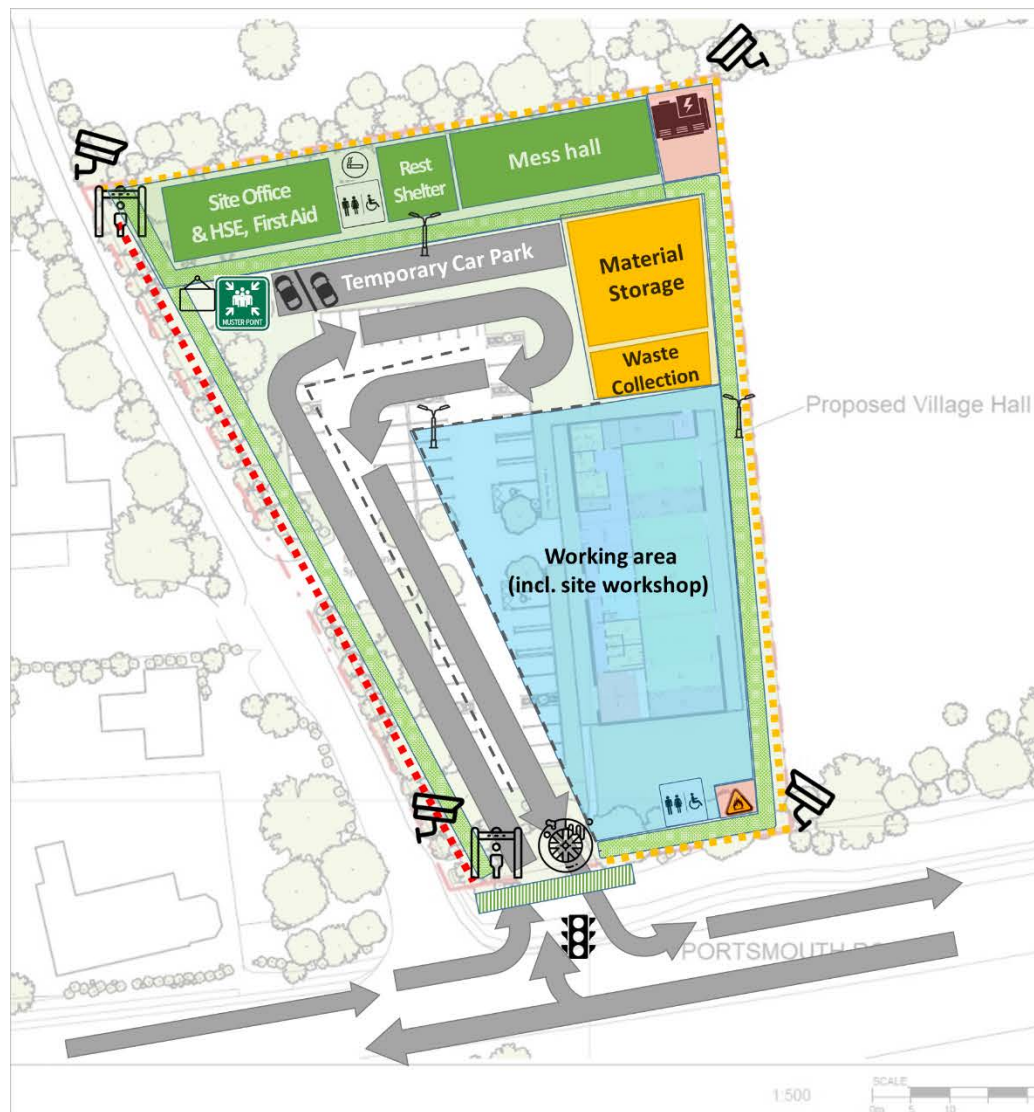 Mess hall
Rest
Shelter
Site Office
& HSE, First Aid
Temporary Car Park
Material
Storage
MUSTER POINT
Waste
Collection
Proposed Village Hall
Working area
(incl. site workshop)
PORTSMOUTH
SCALE
1:500
0m 5 10